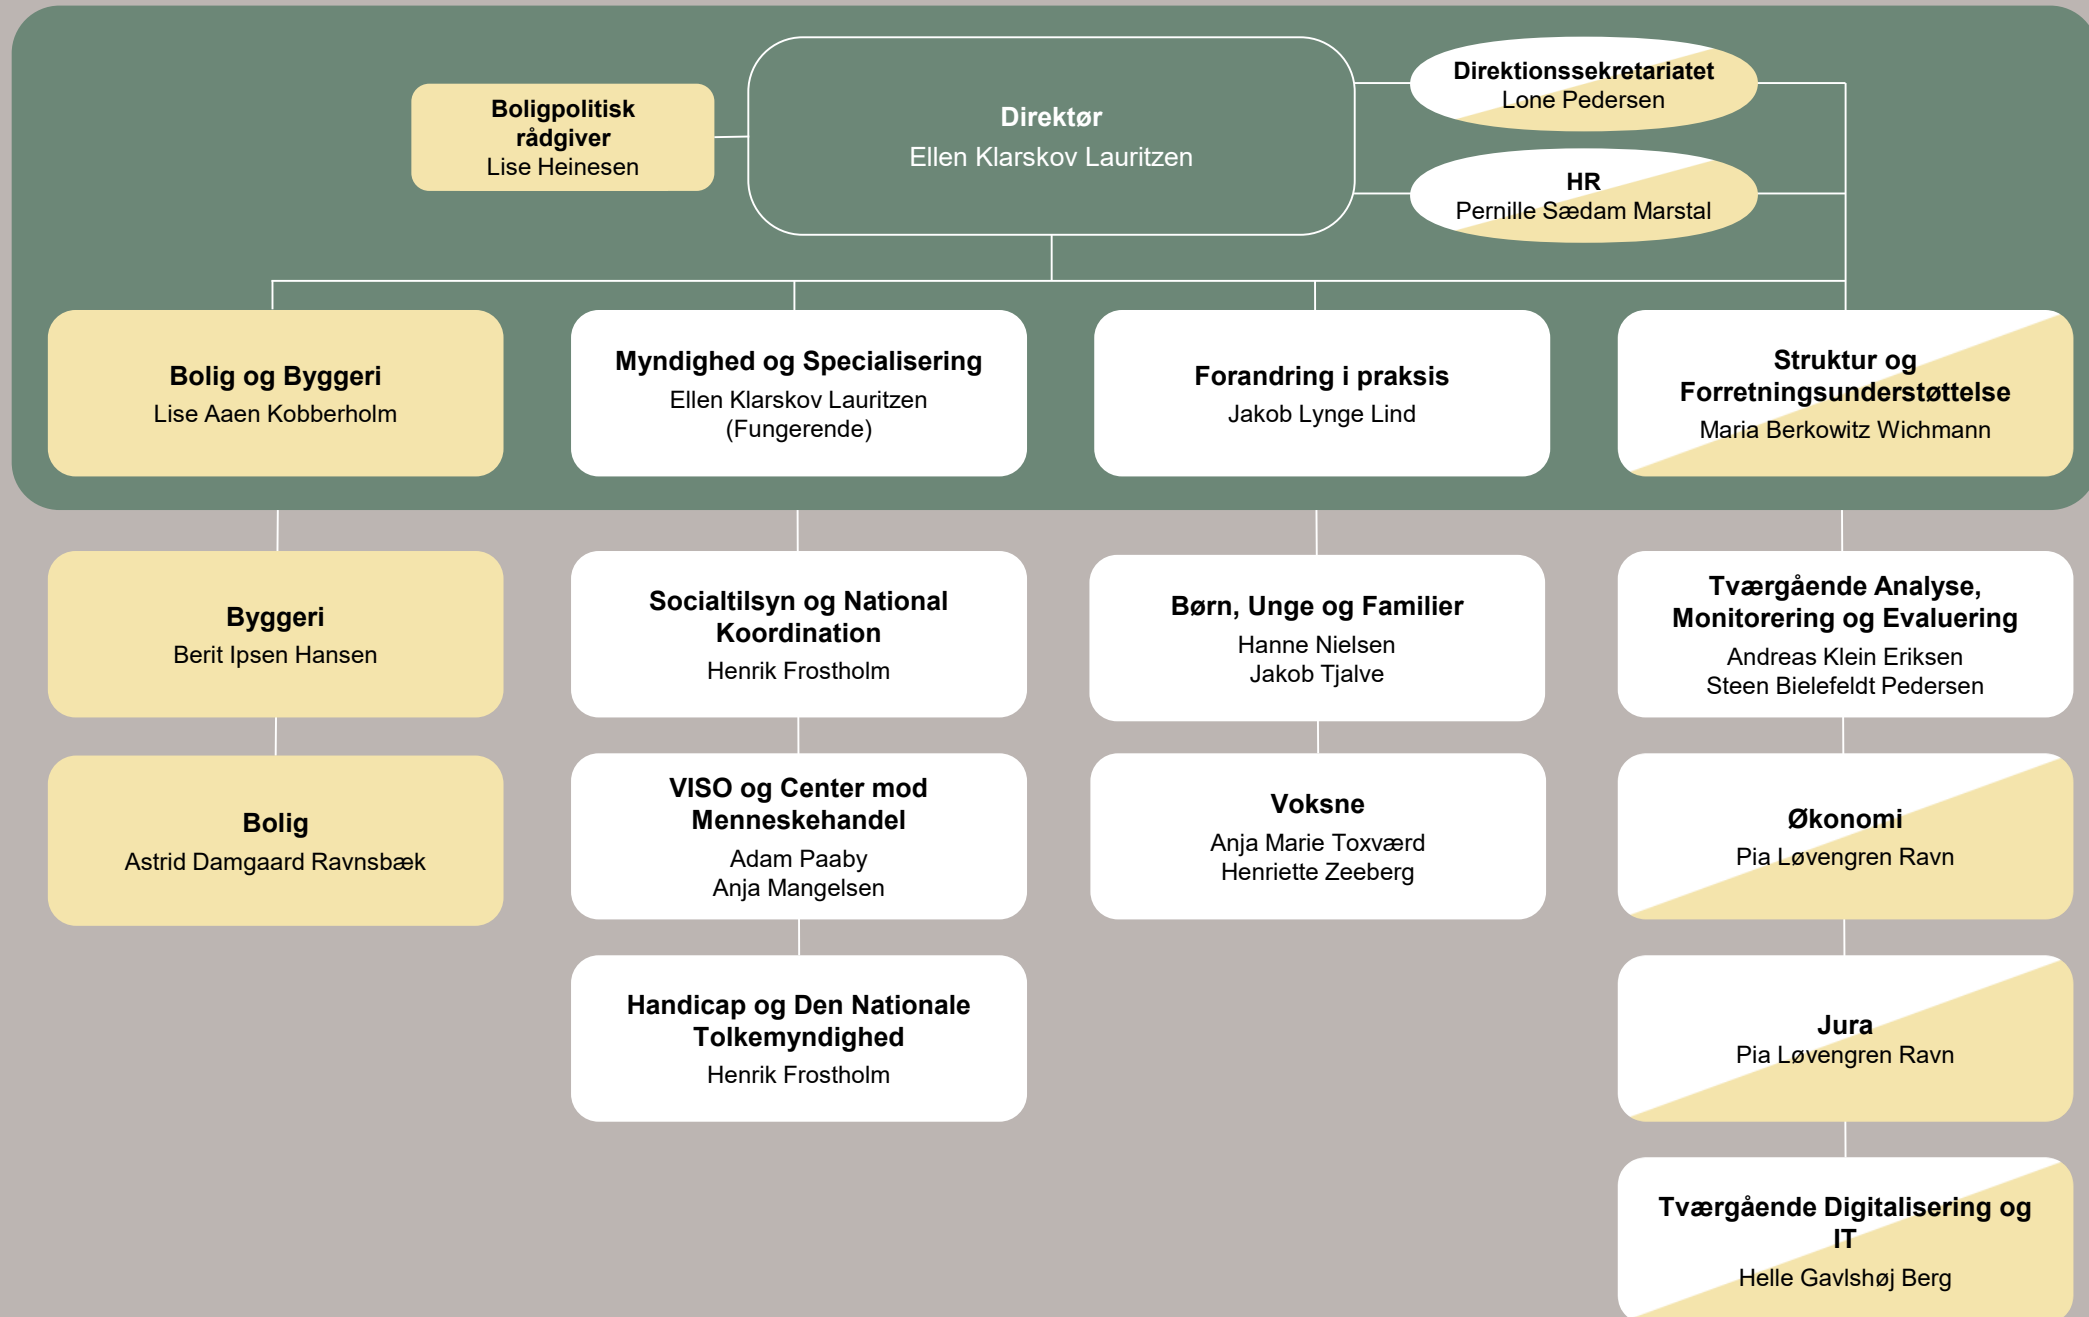 Boligpolitisk
rådgiver
Lise Heinesen
Direktør
Ellen Klarskov Lauritzen
Direktionssekretariatet
Lone Pedersen
HR
Pernille Sædam Marstal
Bolig og Byggeri
Lise Aaen Kobberholm
Myndighed og Specialisering
Ellen Klarskov Lauritzen
(Fungerende)
Forandring i praksis
Jakob Lynge Lind
Struktur og
Forretningsunderstøttelse
Maria Berkowitz Wichmann
Byggeri
Berit Ipsen Hansen
Socialtilsyn og National
Koordination
Henrik Frostholm
Børn, Unge og Familier
Hanne Nielsen
Jakob Tjalve
Tværgående Analyse,
Monitorering og Evaluering
Andreas Klein Eriksen
Steen Bielefeldt Pedersen
Bolig
Astrid Damgaard Ravnsbæk
VISO og Center mod
Menneskehandel
Adam Paaby
Anja Mangelsen
Voksne
Anja Marie Toxværd
Henriette Zeeberg
Økonomi
Pia Løvengren Ravn
Handicap og Den Nationale
Tolkemyndighed
Henrik Frostholm
Jura
Pia Løvengren Ravn
Tværgående Digitalisering og
IT
Helle Gavlshøj Berg